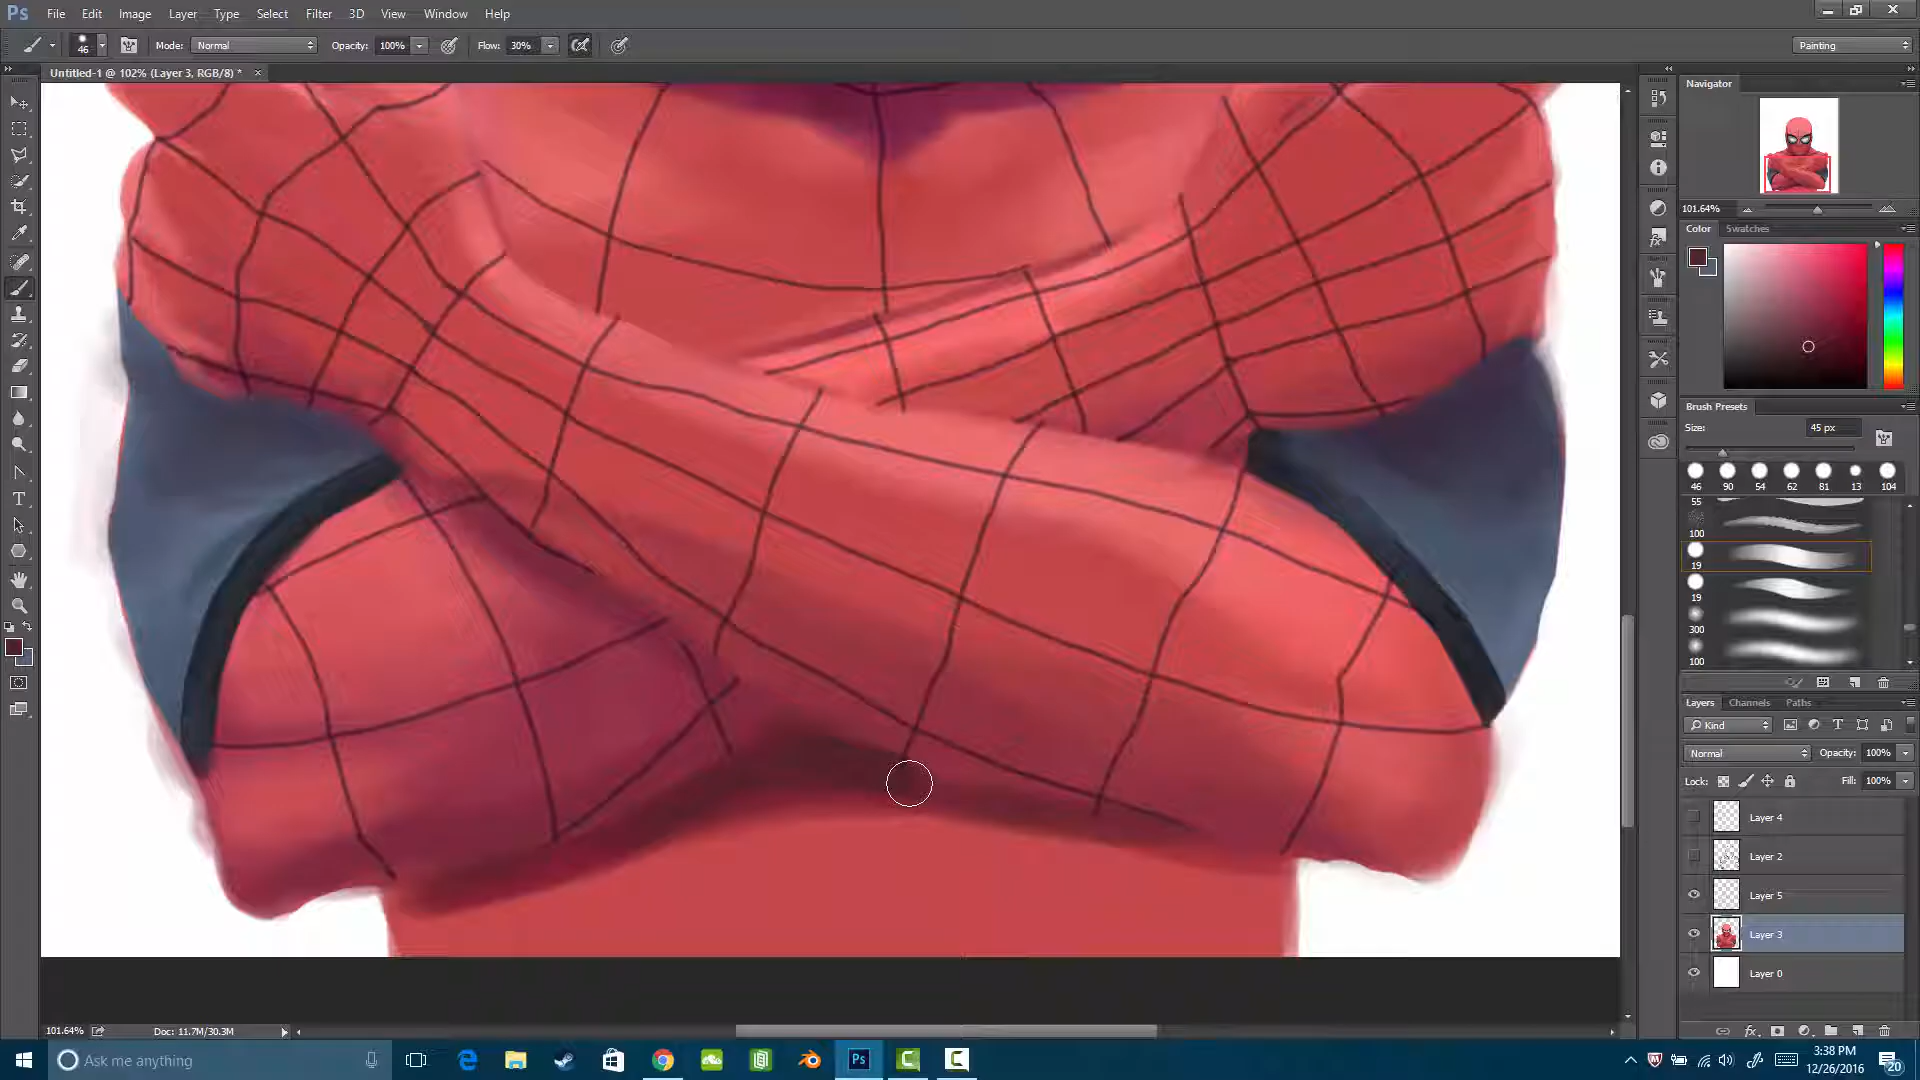 Ps File Edit Image Layer Type Select Filter 3D View Window Help
46 Mode: Normal Opacity: 100% Flow: 30% Painting
Untitled-1 @ 102% (Layer 3, RGB/8) * ×
Navigator
101.64%
Color Swatches
Brush Presets
Size: 45 px
46 90 54 62 81 13 104
55
100
19
19
300
100
Layers Channels Paths
Kind
Normal Opacity: 100%
Lock: Fill: 100%
Layer 4
Layer 2
Layer 5
Layer 3
Layer 0
101.64% Doc: 11.7M/30.3M
Ask me anything
Ps
3:38 PM
12/26/2016
20